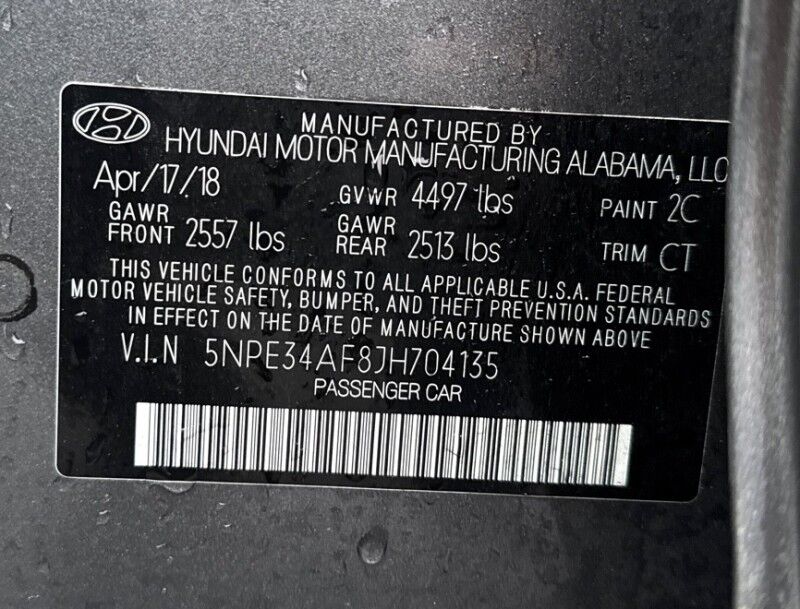 MANUFACTURED BY
HYUNDAI MOTOR MANUFACTURING ALABAMA, LLC
Apr/17/18 GVWR 4497 lbs PAINT 2C
GAWR FRONT 2557 lbs GAWR REAR 2513 lbs TRIM CT
THIS VEHICLE CONFORMS TO ALL APPLICABLE U.S.A. FEDERAL
MOTOR VEHICLE SAFETY, BUMPER, AND THEFT PREVENTION STANDARDS
IN EFFECT ON THE DATE OF MANUFACTURE SHOWN ABOVE
V.I.N 5NPE34AF8JH704135
PASSENGER CAR